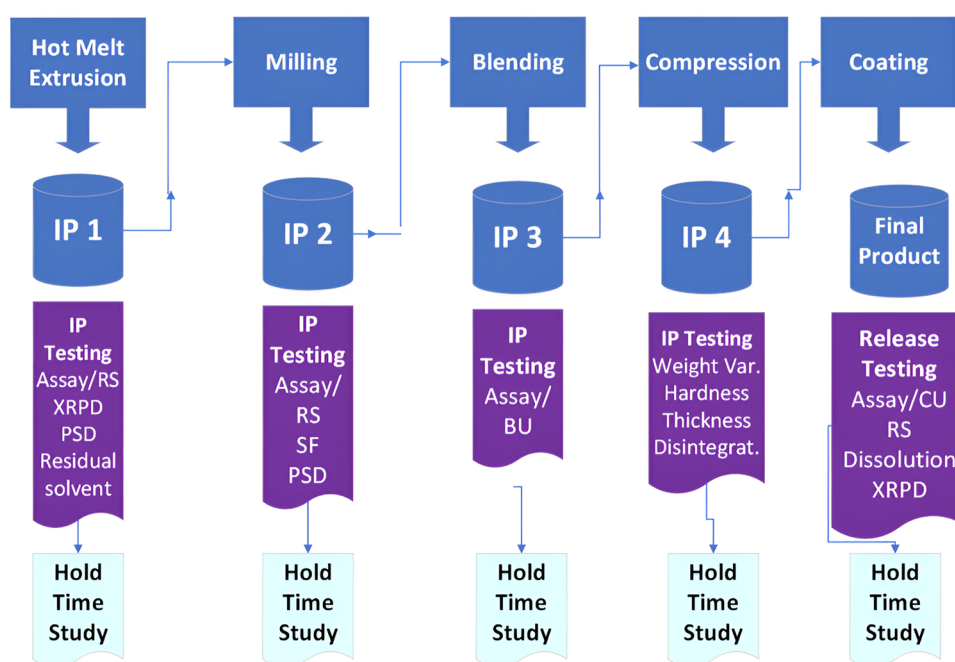 Hot Melt
Extrusion
Milling
Blending
Compression
Coating
IP 1
IP 2
IP 3
IP 4
Final
Product
IP
Testing
Assay/RS
XRPD
PSD
Residual
solvent
IP
Testing
Assay/
RS
SF
PSD
IP
Testing
Assay/
BU
IP Testing
Weight Var.
Hardness
Thickness
Disintegrat.
Release
Testing
Assay/CU
RS
Dissolution
XRPD
Hold
Time
Study
Hold
Time
Study
Hold
Time
Study
Hold
Time
Study
Hold
Time
Study